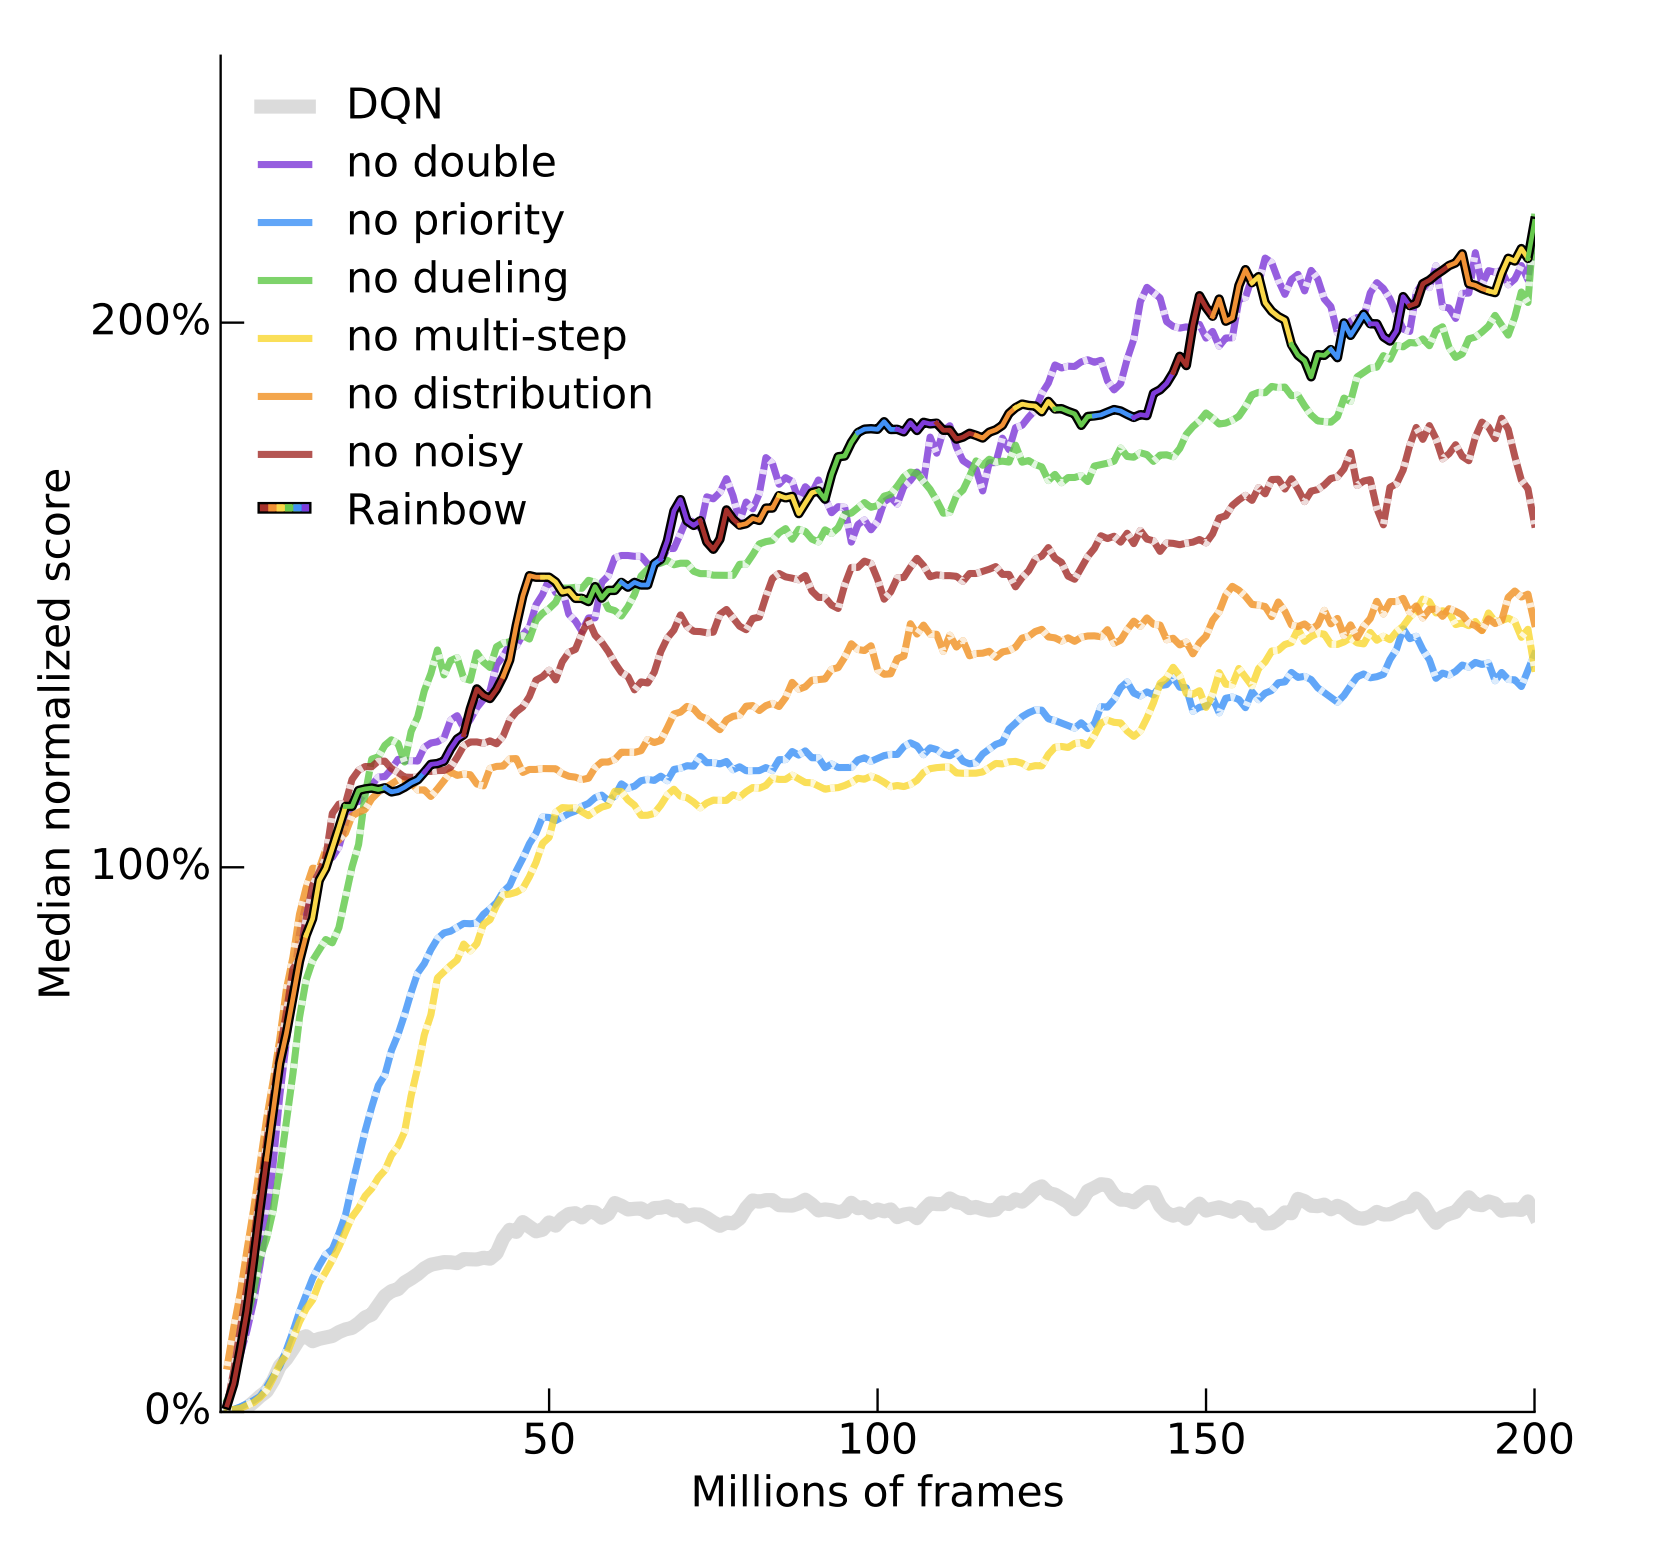 DQN
no double
no priority
no dueling
no multi-step
no distribution
no noisy
Rainbow
Median normalized score
200%
100%
0%
50 100 150 200
Millions of frames